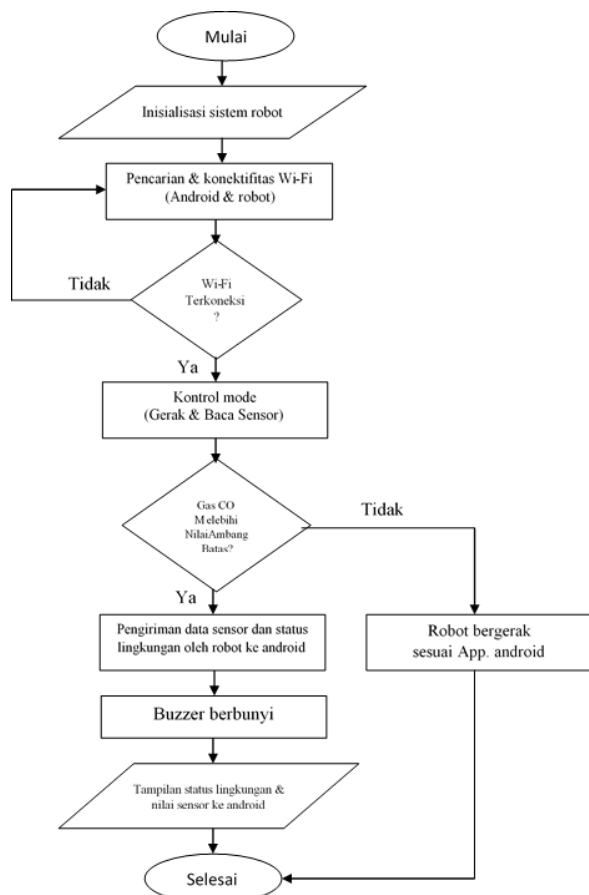 Mulai
Inisialisasi sistem robot
Pencarian & konektifitas Wi-Fi
(Android & robot)
Tidak
Wi-Fi
Terkoneksi
?
Ya
Kontrol mode
(Gerak & Baca Sensor)
Gas CO
Melebihi
NilaiAmbang
Batas?
Tidak
Ya
Pengiriman data sensor dan status
lingkungan oleh robot ke android
Robot bergerak
sesuai App. android
Buzzer berbunyi
Tampilan status lingkungan &
nilai sensor ke android
Selesai